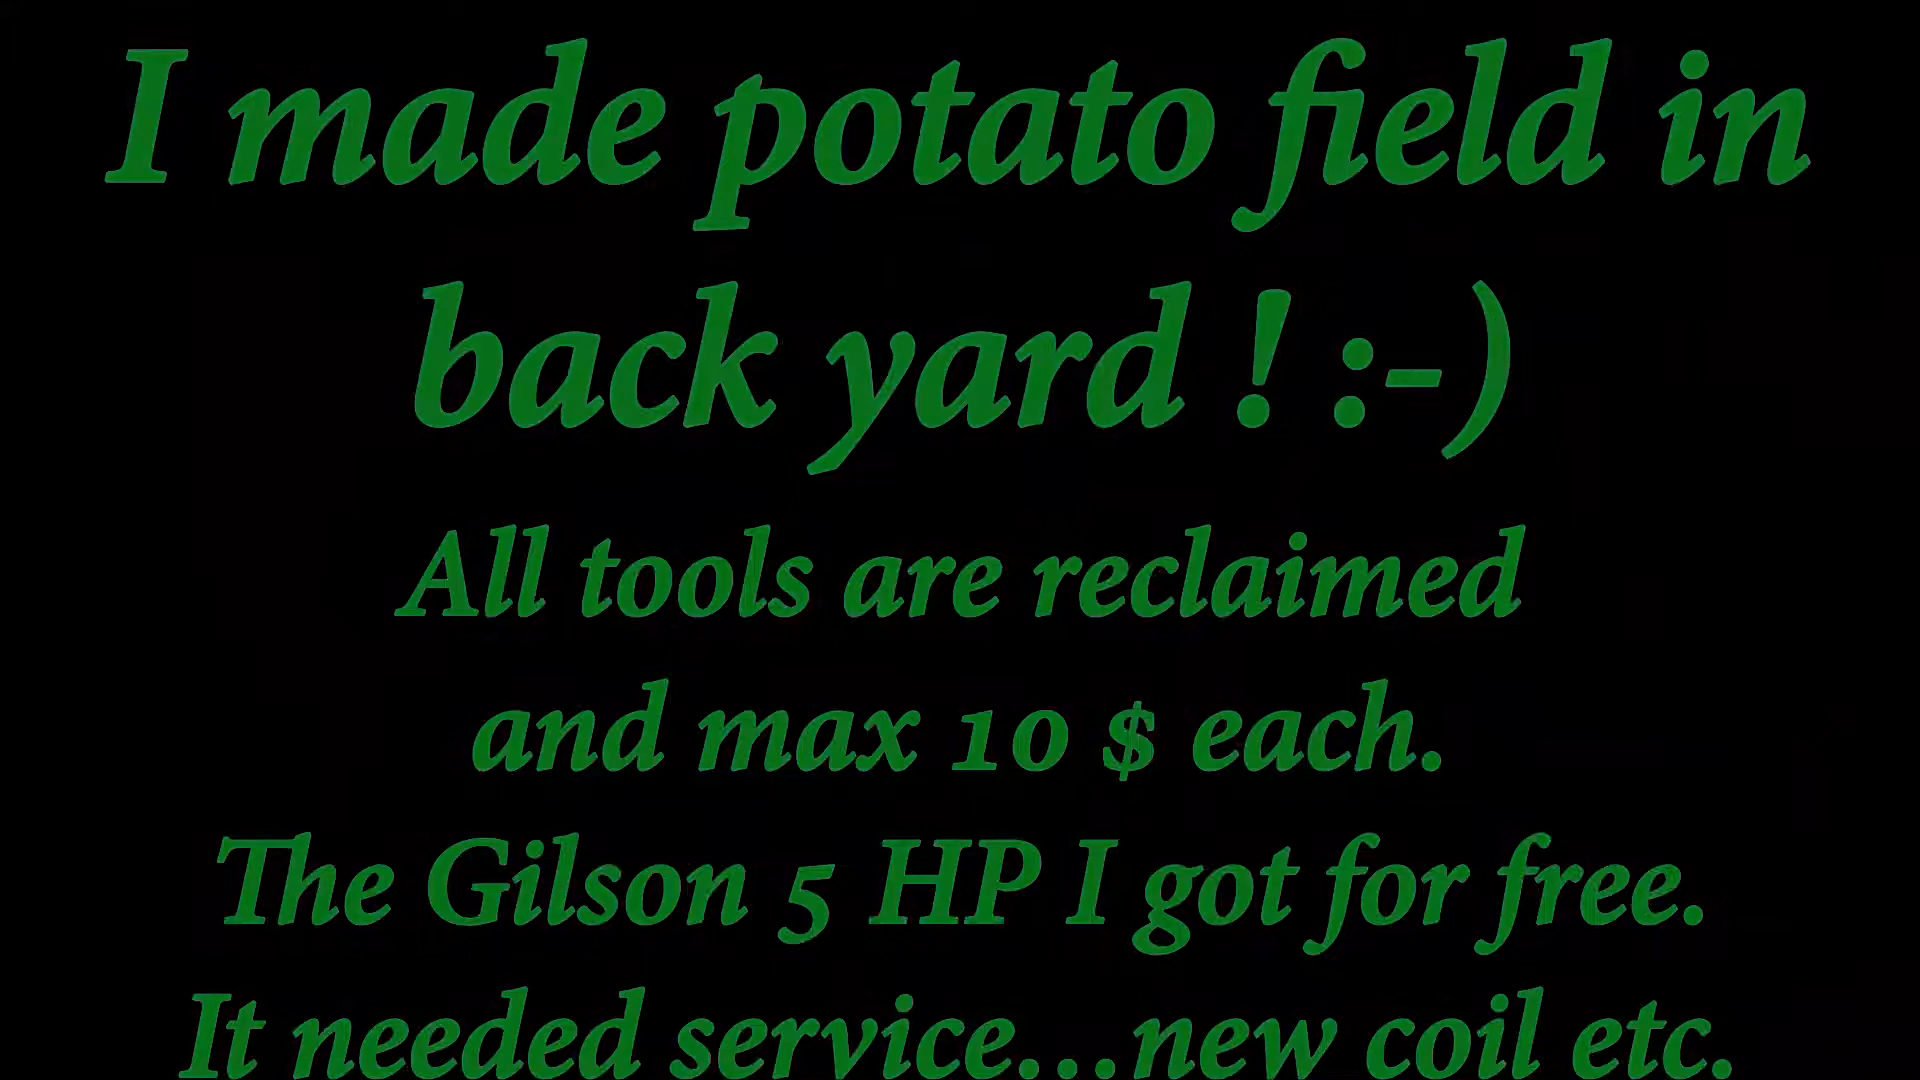 I made potato field in
back yard ! :-)
All tools are reclaimed
and max 10 $ each.
The Gilson 5 HP I got for free.
It needed service...new coil etc.